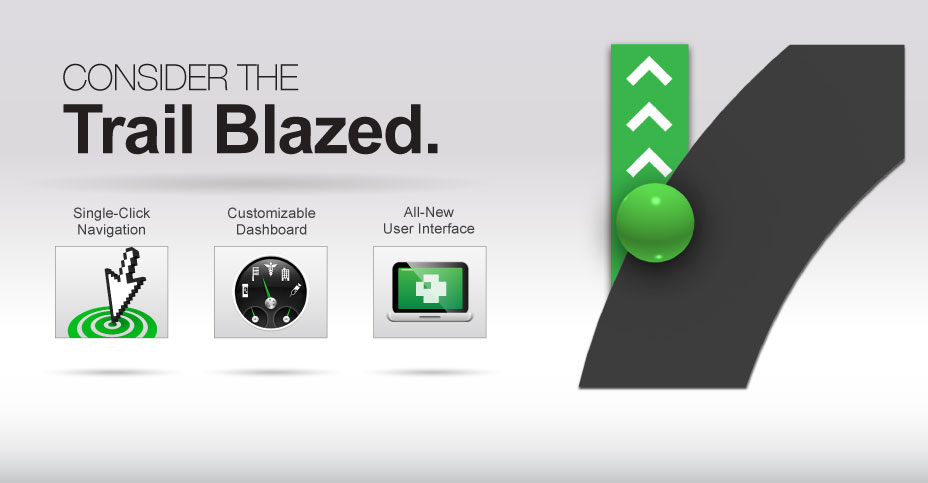 CONSIDER THE
Trail Blazed.
Single-Click
Navigation
Customizable
Dashboard
All-New
User Interface